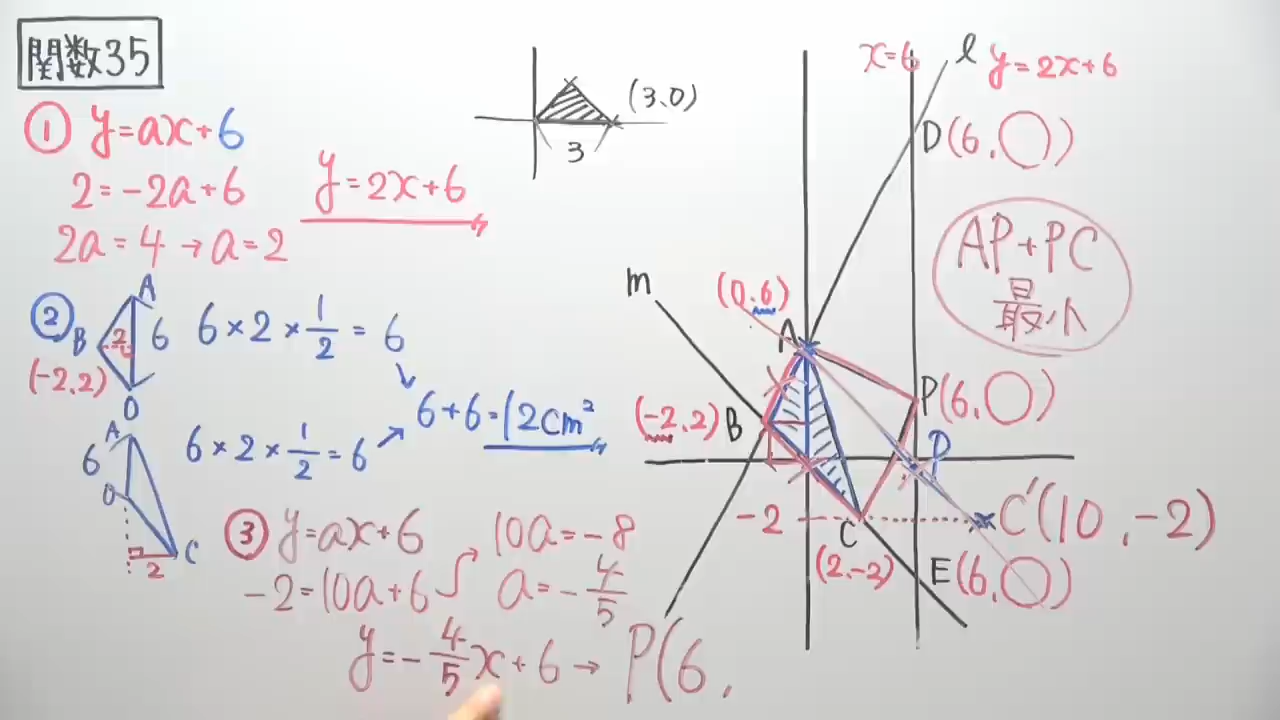 関数35
① y=ax+6
2=-2a+6
2a=4→a=2
y=2x+6
(3,0)
3
② A
B 2 6
(-2,2)
O
6×2×1/2=6
A
6
O
C
2
6×2×1/2=6
6+6=12cm²
③ y=ax+6
-2=10a+6
10a=-8
a=-4/5
y=-4/5x+6→P(6,
x=6
l y=2x+6
D(6,○)
AP+PC
最小
m
(0,6)
A
P(6,○)
(-2,2) B
P
-2
C
(2,-2)
C'(10,-2)
E(6,○)